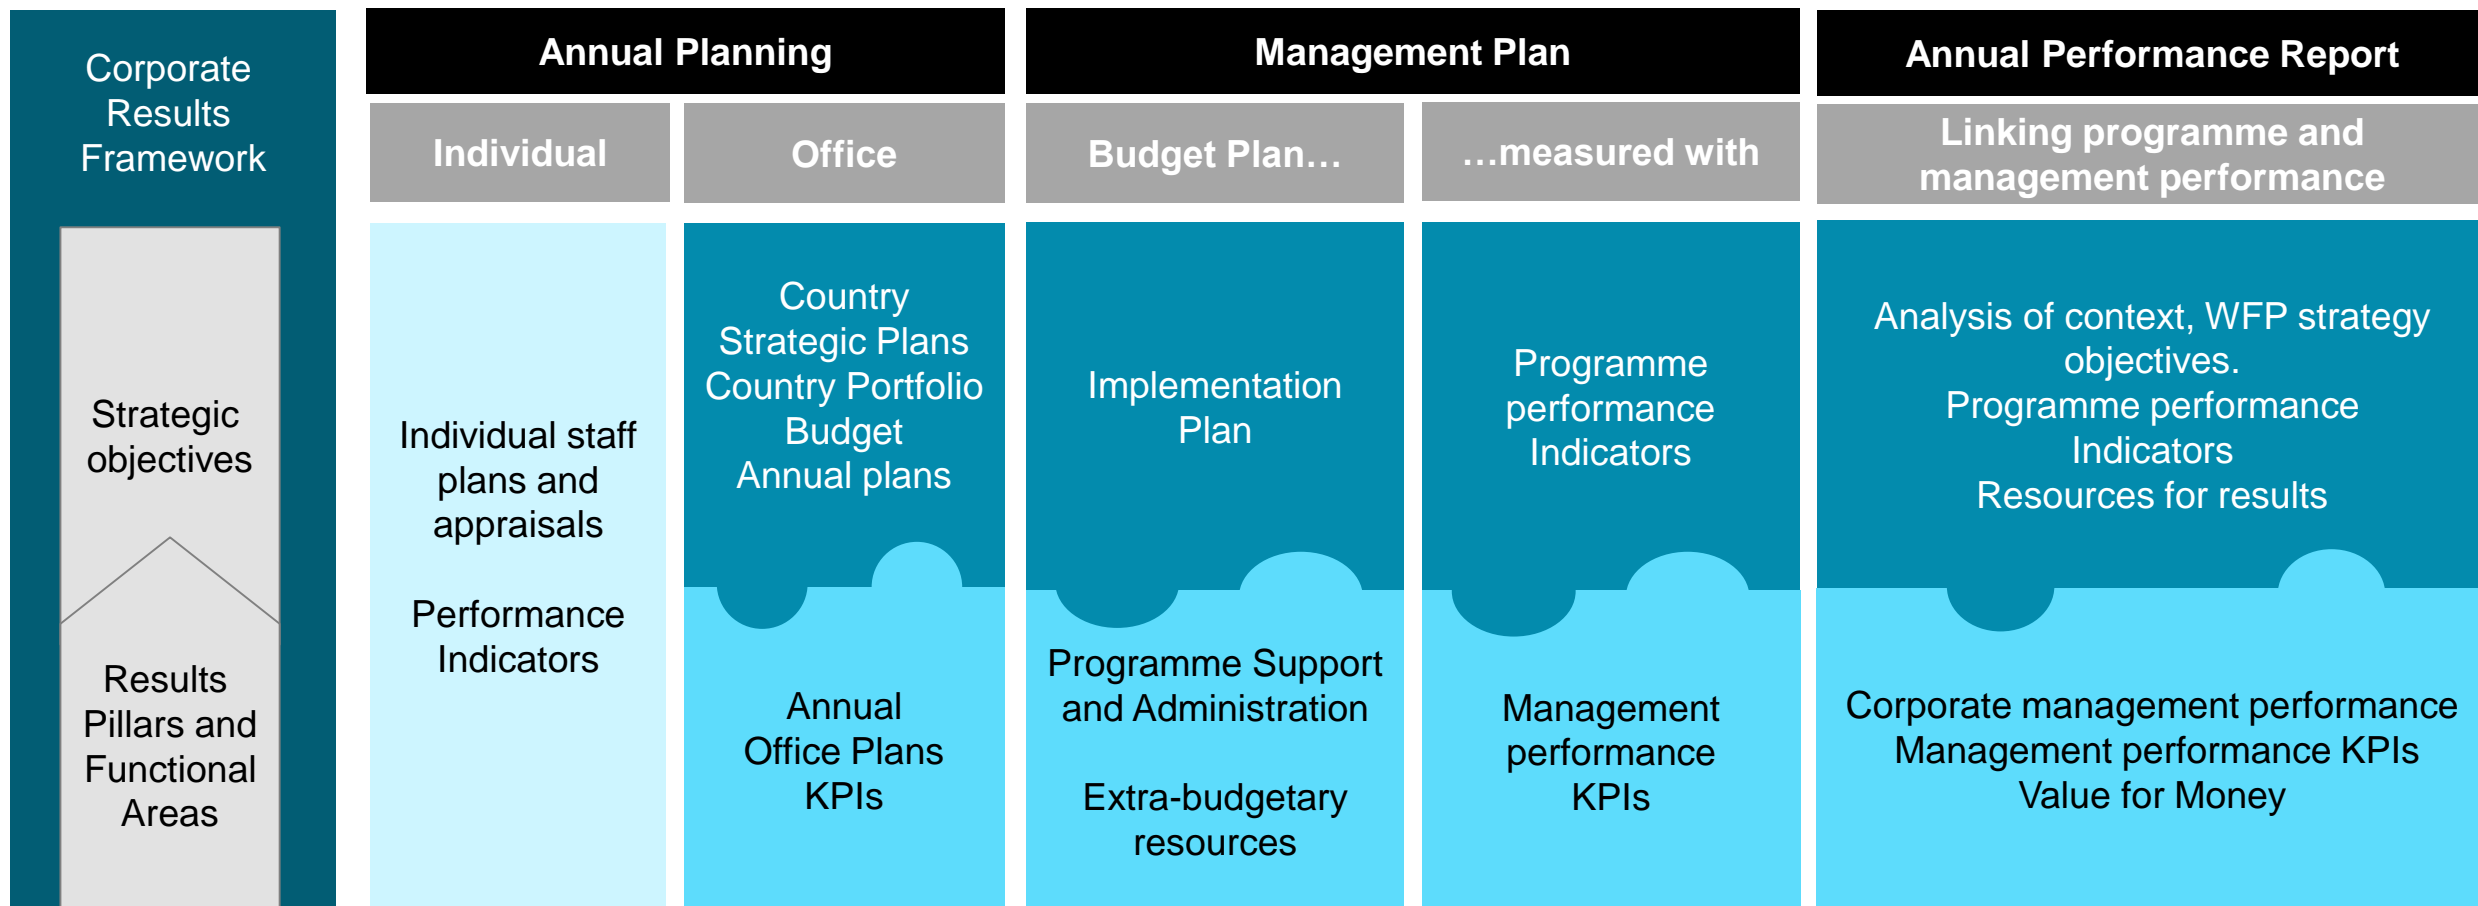 Corporate
Results
Framework
Strategic
objectives
Results
Pillars and
Functional
Areas
Annual Planning
Individual
Individual staff
plans and
appraisals
Performance
Indicators
Office
Country
Strategic Plans
Country Portfolio
Budget
Annual plans
Annual
Office Plans
KPIs
Management Plan
Budget Plan…
Implementation
Plan
Programme Support
and Administration
Extra-budgetary
resources
…measured with
Programme
performance
Indicators
Management
performance
KPIs
Annual Performance Report
Linking programme and
management performance
Analysis of context, WFP strategy
objectives.
Programme performance
Indicators
Resources for results
Corporate management performance
Management performance KPIs
Value for Money